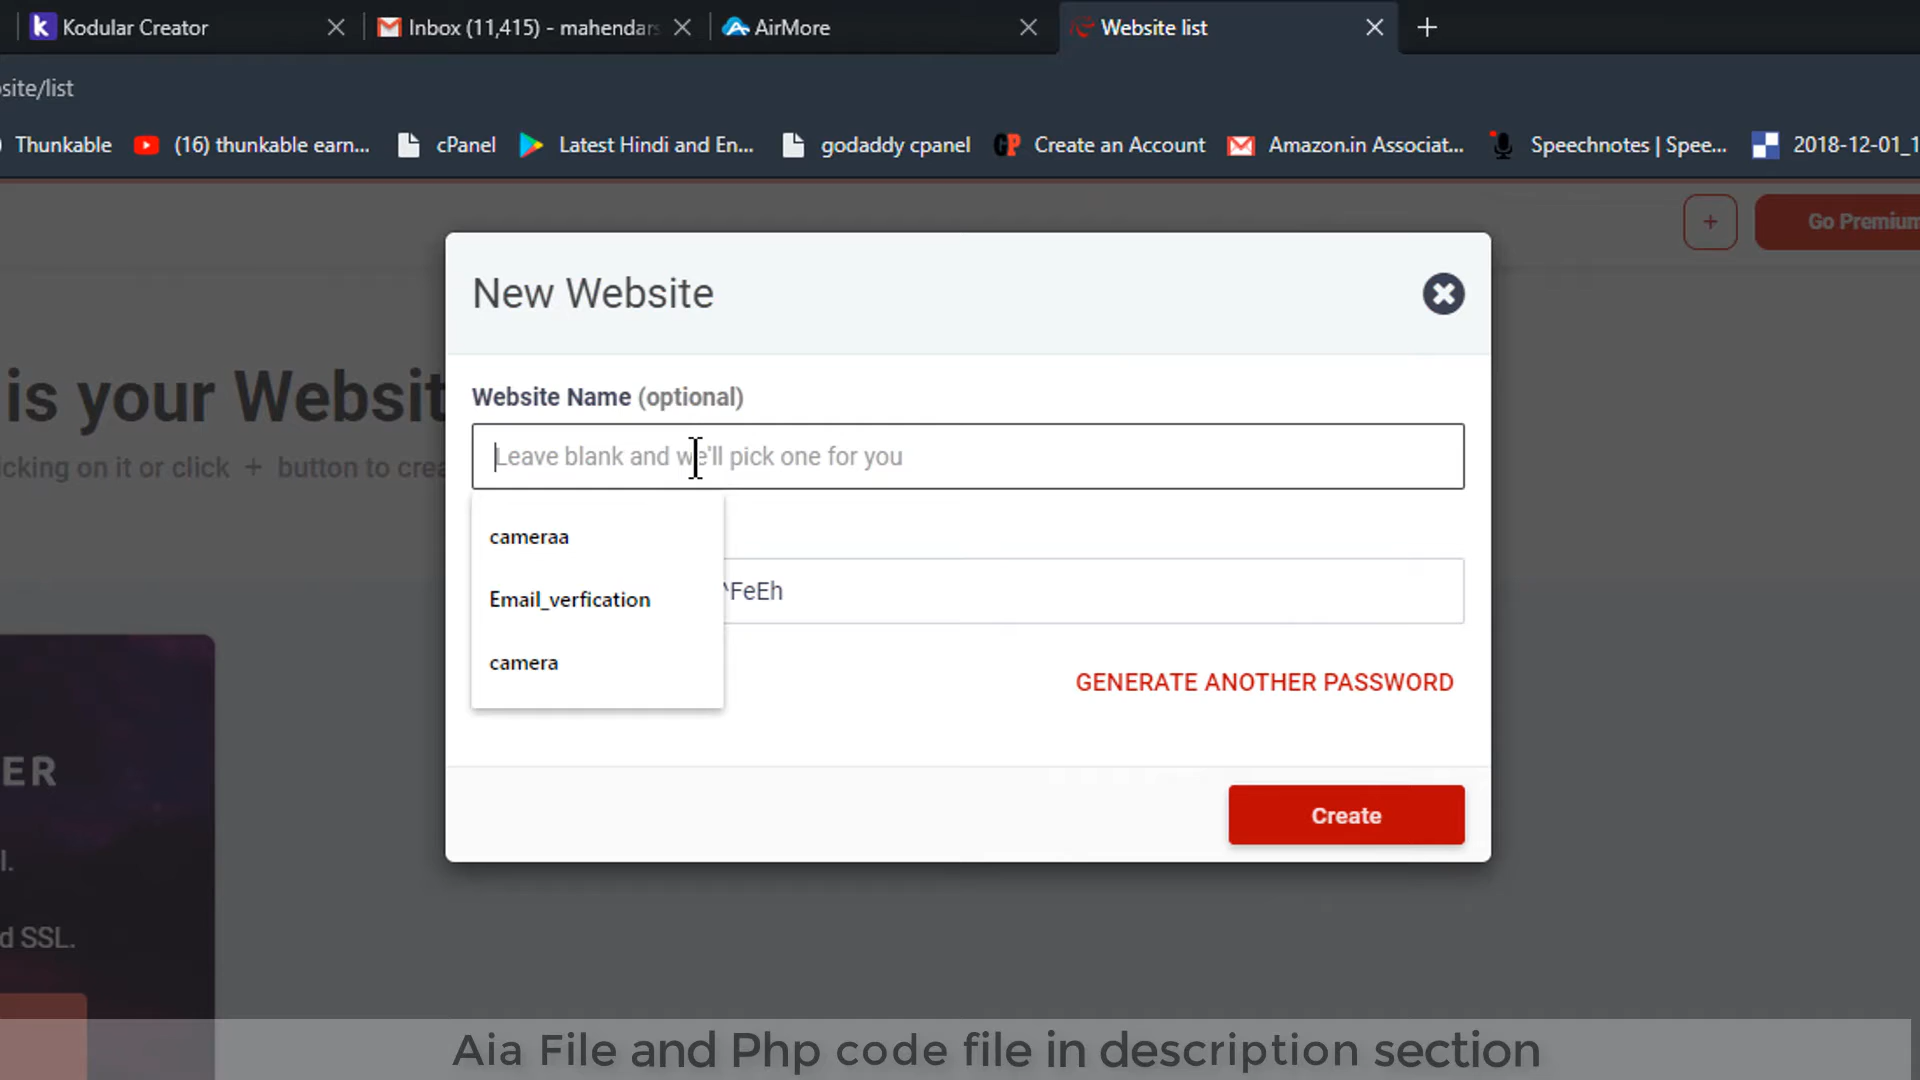 Kodular Creator
Inbox (11,415) - mahendars
AirMore
Website list
site/list
Thunkable
(16) thunkable earn...
cPanel
Latest Hindi and En...
godaddy cpanel
Create an Account
Amazon.in Associat...
Speechnotes | Spee...
2018-12-01_1
+
Go Premium
New Website
is your Websit
Website Name (optional)
icking on it or click + button to crea
Leave blank and we'll pick one for you
cameraa
Email_verfication
^FeEh
camera
GENERATE ANOTHER PASSWORD
ER
Create
l.
d SSL.
Aia File and Php code file in description section